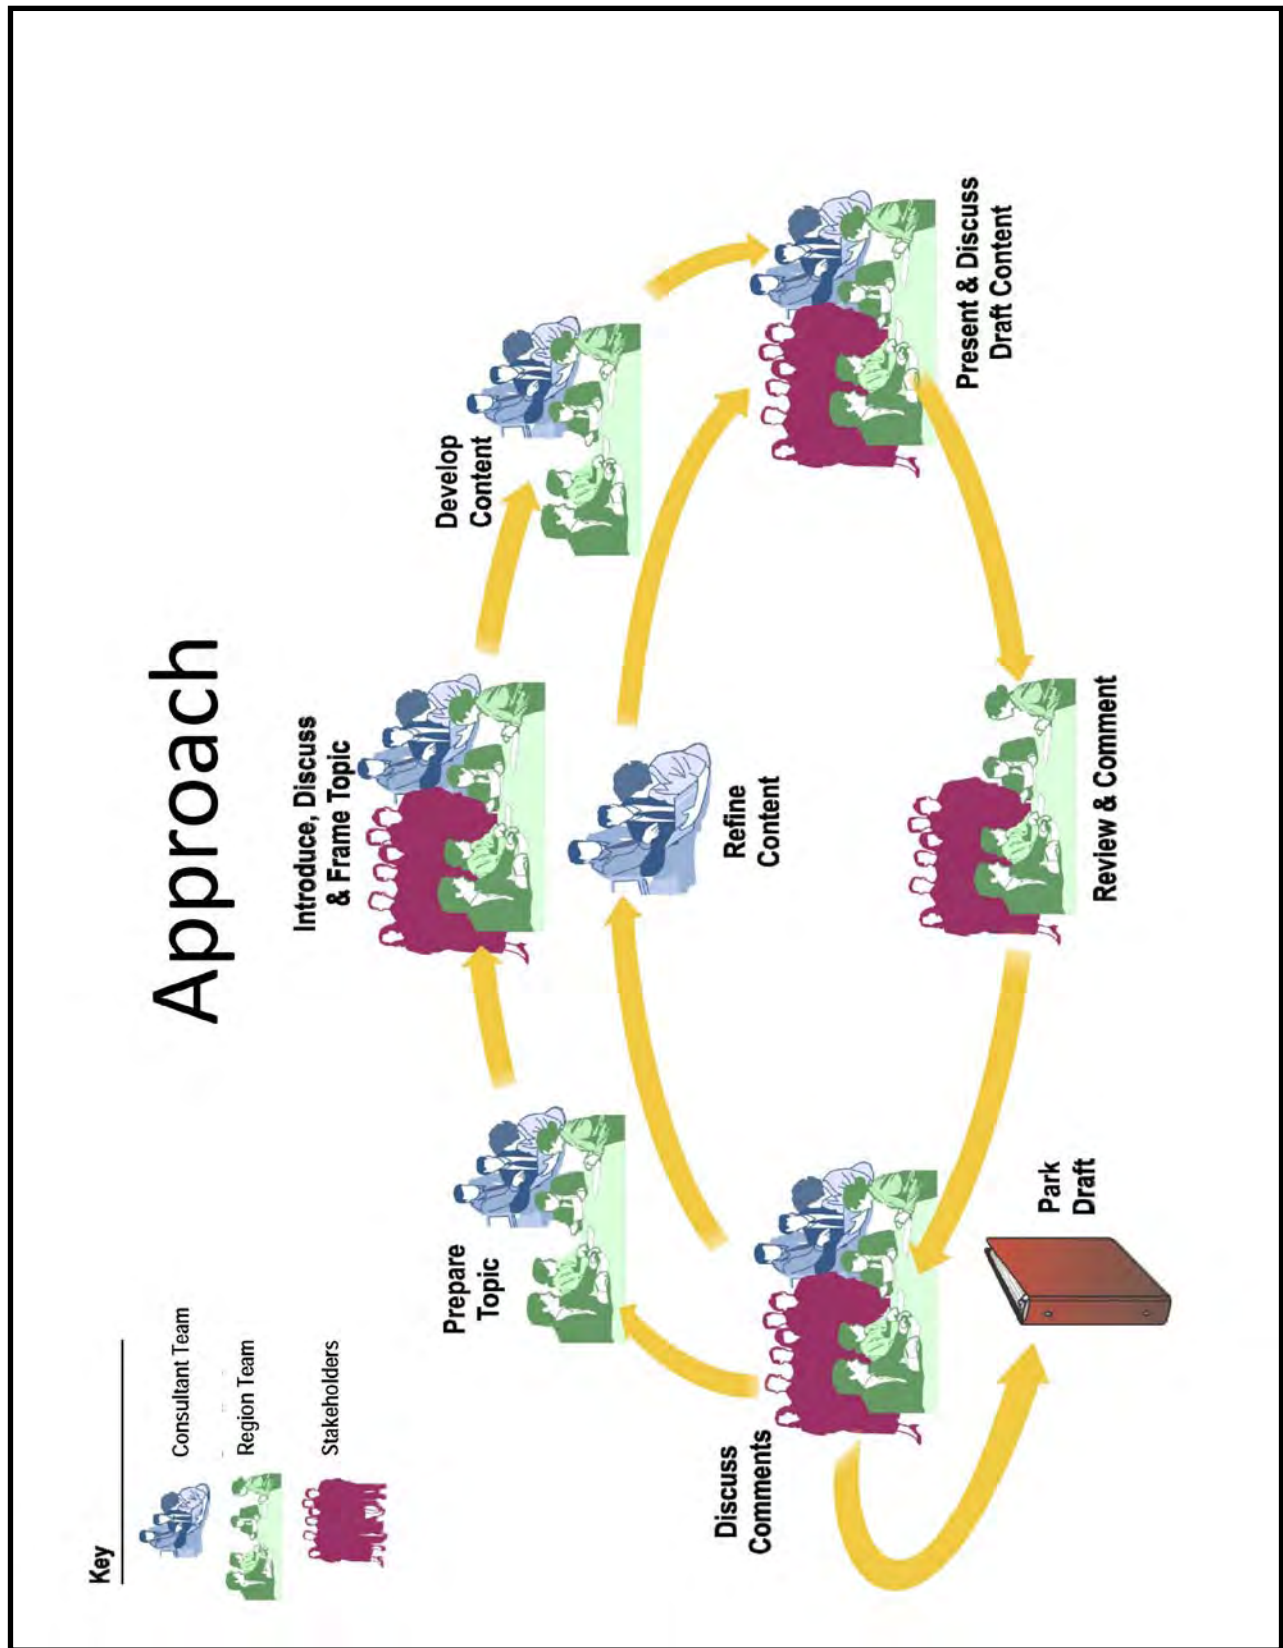 Approach
Key
Consultant Team
Region Team
Stakeholders
Prepare
Topic
Introduce, Discuss
& Frame Topic
Develop
Content
Present & Discuss
Draft Content
Refine
Content
Review & Comment
Discuss
Comments
Park
Draft